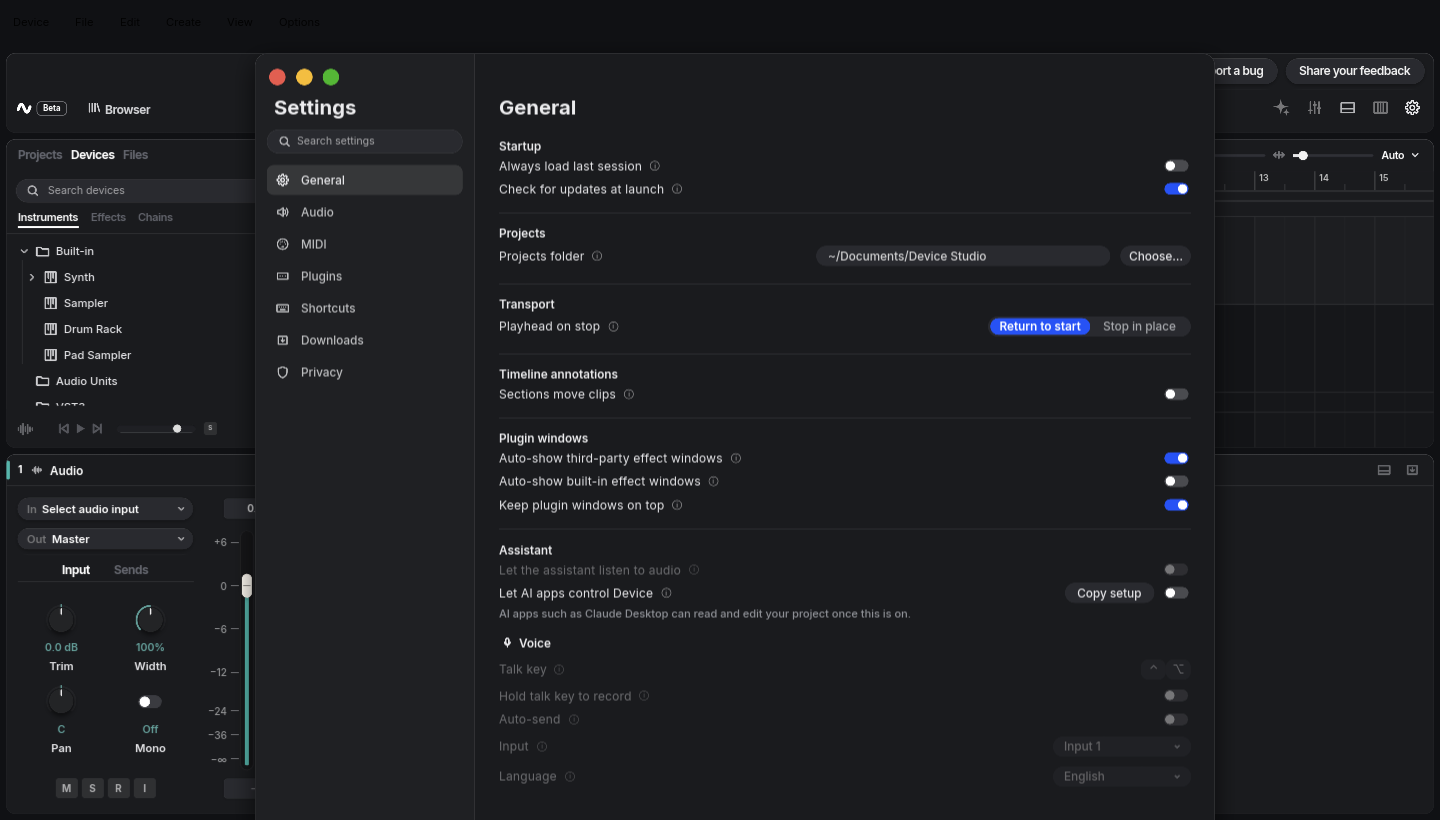 Device File Edit Create View Options
ort a bug
Share your feedback
Beta
Browser
Projects Devices Files
Search devices
Instruments Effects Chains
Built-in
Synth
Sampler
Drum Rack
Pad Sampler
Audio Units
S
1 Audio
In Select audio input
Out Master
Input Sends
0.0 dB
Trim
100%
Width
C
Pan
Off
Mono
M S R I
0.
+6
0
−6
−12
−24
−36
−∞
Settings
Search settings
General
Audio
MIDI
Plugins
Shortcuts
Downloads
Privacy
General
Startup
Always load last session
Check for updates at launch
Projects
Projects folder
~/Documents/Device Studio
Choose...
Transport
Playhead on stop
Return to start
Stop in place
Timeline annotations
Sections move clips
Plugin windows
Auto-show third-party effect windows
Auto-show built-in effect windows
Keep plugin windows on top
Assistant
Let the assistant listen to audio
Let AI apps control Device
Copy setup
AI apps such as Claude Desktop can read and edit your project once this is on.
Voice
Talk key
⌃ ⌥
Hold talk key to record
Auto-send
Input
Input 1
Language
English
Auto
13 14 15